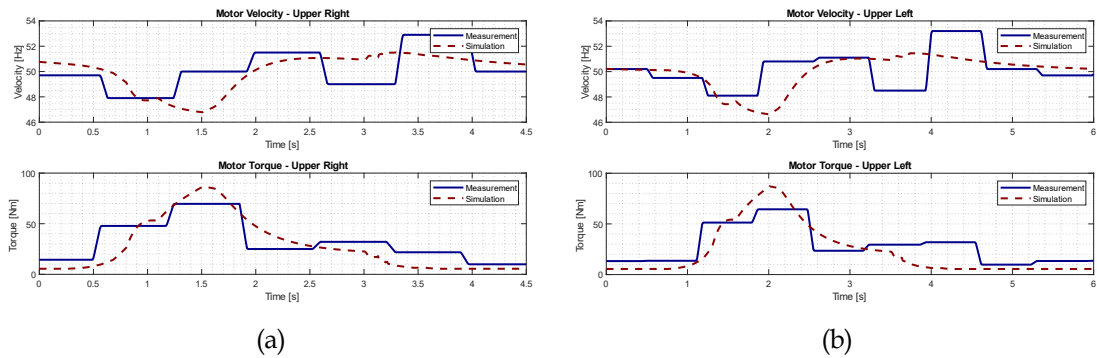 Motor Velocity - Upper Right
54
52
50
48
46
Velocity [Hz]
Measurement
Simulation
0 0.5 1 1.5 2 2.5 3 3.5 4 4.5
Time [s]
Motor Torque - Upper Right
100
50
0
Torque [Nm]
Measurement
Simulation
0 0.5 1 1.5 2 2.5 3 3.5 4 4.5
Time [s]
(a)
Motor Velocity - Upper Left
54
52
50
48
46
Velocity [Hz]
Measurement
Simulation
0 1 2 3 4 5 6
Time [s]
Motor Torque - Upper Left
100
50
0
Torque [Nm]
Measurement
Simulation
0 1 2 3 4 5 6
Time [s]
(b)